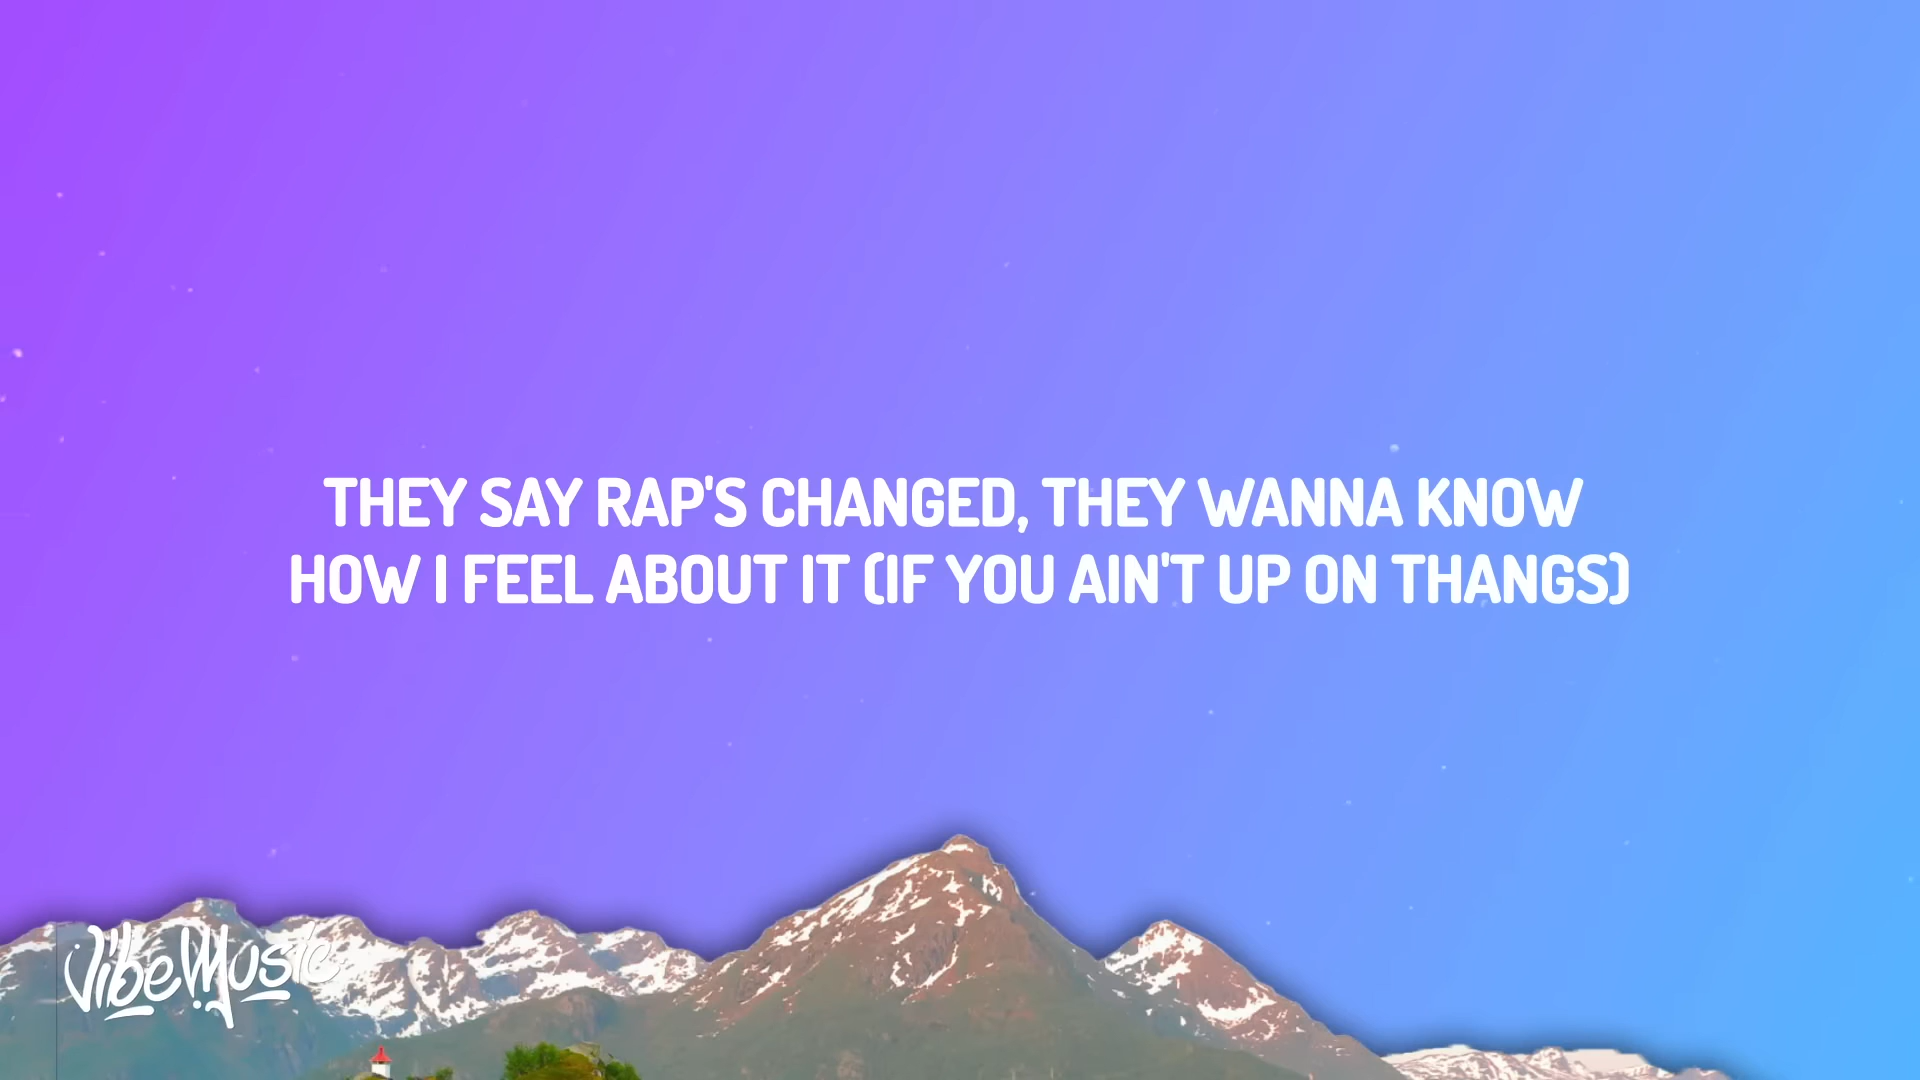 THEY SAY RAP'S CHANGED, THEY WANNA KNOW
HOW I FEEL ABOUT IT (IF YOU AIN'T UP ON THANGS)
VibeMusic